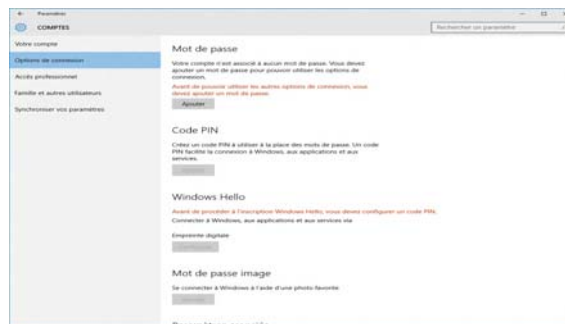 Paramètres
COMPTES
Rechercher un paramètre
Votre compte
Options de connexion
Accès professionnel
Famille et autres utilisateurs
Synchroniser vos paramètres
Mot de passe
Votre compte n'est associé à aucun mot de passe. Vous devez
ajouter un mot de passe pour pouvoir utiliser les options de
connexion.
Avant de pouvoir utiliser les autres options de connexion, vous
devez ajouter un mot de passe.
Ajouter
Code PIN
Créez un code PIN à utiliser à la place des mots de passe. Un code
PIN facilite la connexion à Windows, aux applications et aux
services.
Windows Hello
Avant de procéder à l'inscription Windows Hello, vous devez configurer un code PIN.
Connecter à Windows, aux applications et aux services via
Empreinte digitale
Mot de passe image
Se connecter à Windows à l'aide d'une photo favorite